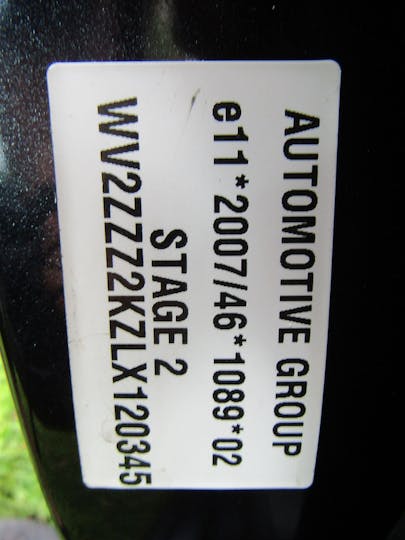 AUTOMOTIVE GROUP
e11*2007/46*1089*02
STAGE 2
WV2ZZZ2KZLX120345